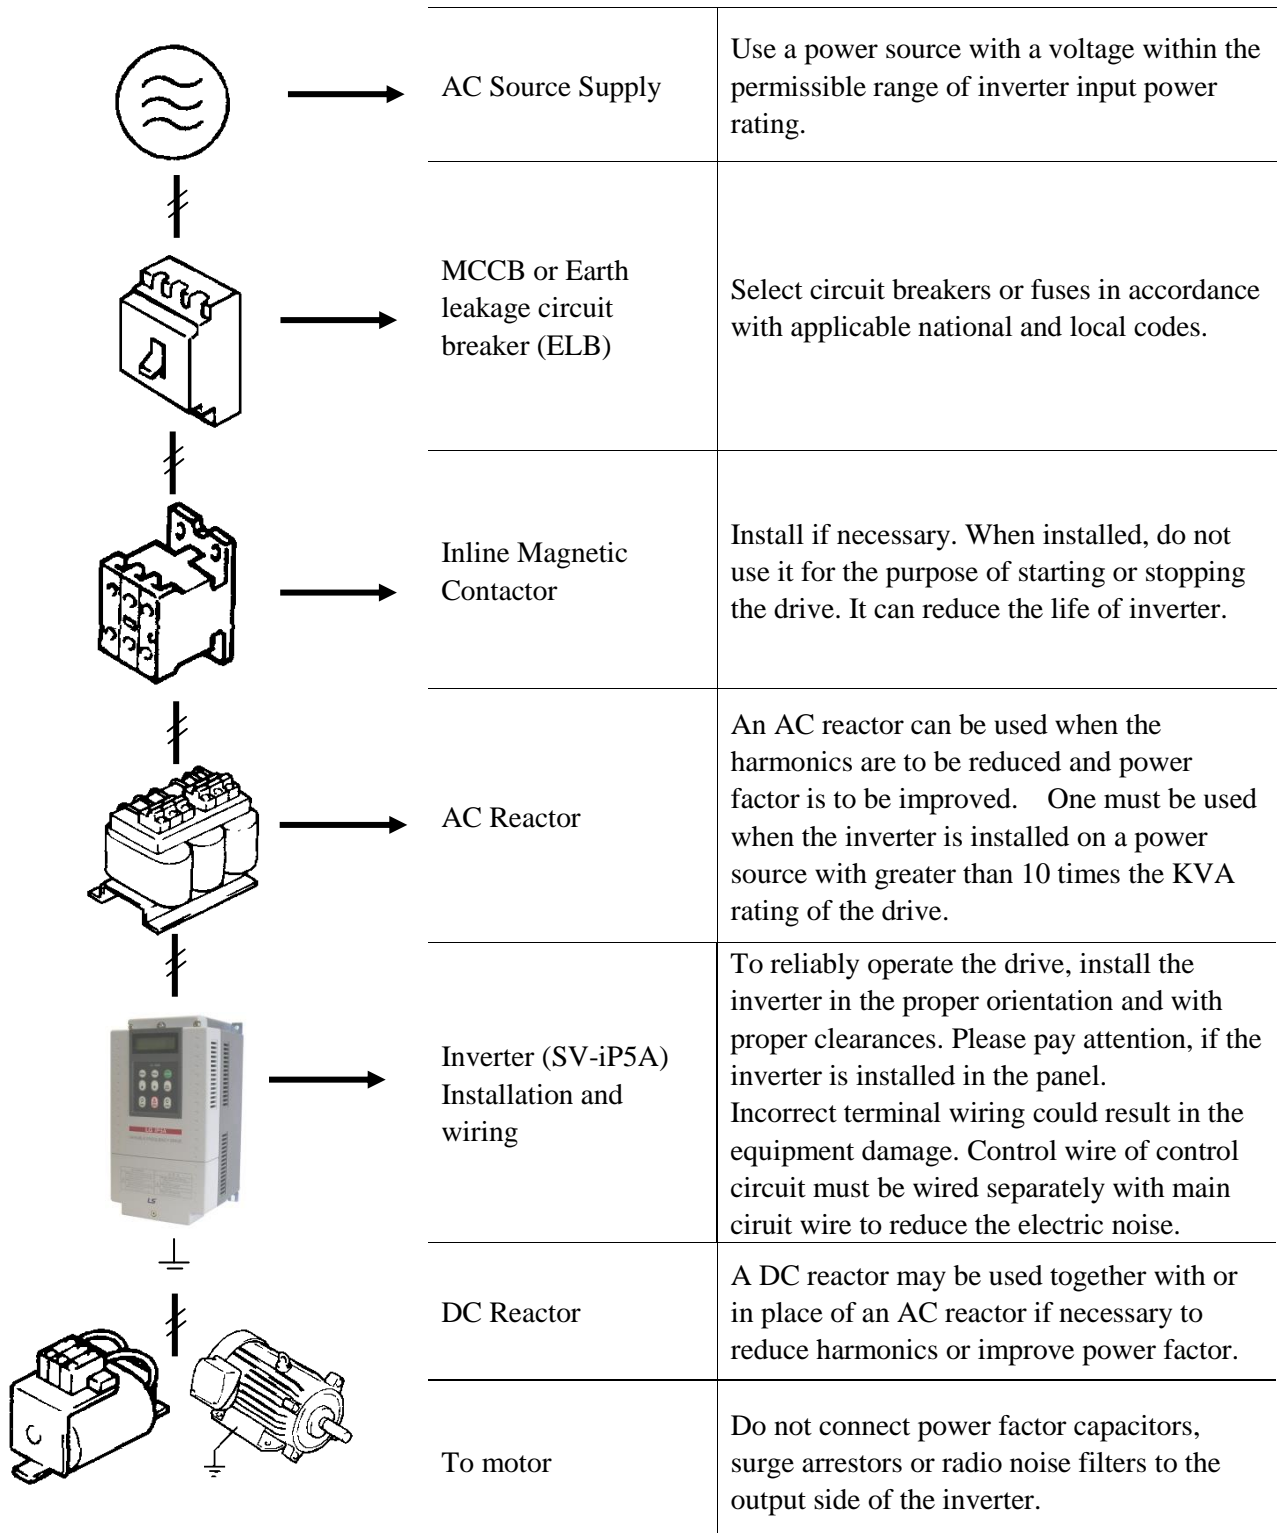 AC Source Supply
Use a power source with a voltage within the
permissible range of inverter input power
rating.
MCCB or Earth
leakage circuit
breaker (ELB)
Select circuit breakers or fuses in accordance
with applicable national and local codes.
Inline Magnetic
Contactor
Install if necessary. When installed, do not
use it for the purpose of starting or stopping
the drive. It can reduce the life of inverter.
AC Reactor
An AC reactor can be used when the
harmonics are to be reduced and power
factor is to be improved.    One must be used
when the inverter is installed on a power
source with greater than 10 times the KVA
rating of the drive.
Inverter (SV-iP5A)
Installation and
wiring
To reliably operate the drive, install the
inverter in the proper orientation and with
proper clearances. Please pay attention, if the
inverter is installed in the panel.
Incorrect terminal wiring could result in the
equipment damage. Control wire of control
circuit must be wired separately with main
ciruit wire to reduce the electric noise.
LS
DC Reactor
A DC reactor may be used together with or
in place of an AC reactor if necessary to
reduce harmonics or improve power factor.
To motor
Do not connect power factor capacitors,
surge arrestors or radio noise filters to the
output side of the inverter.